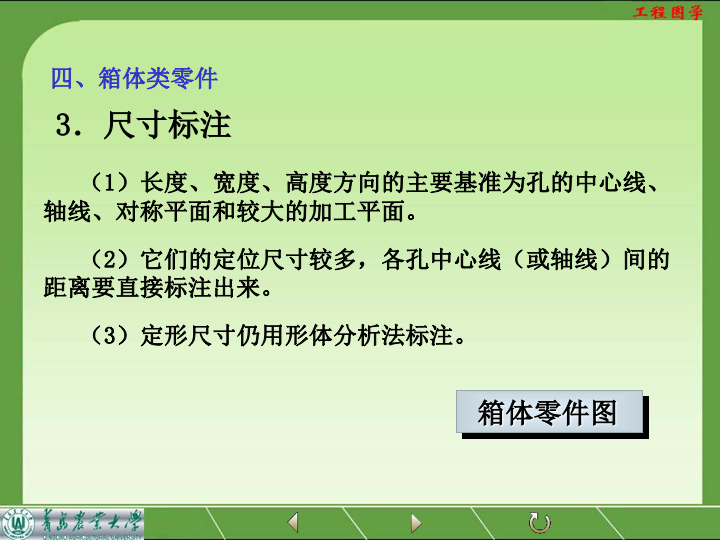 工程图学
四、箱体类零件
3．尺寸标注
（1）长度、宽度、高度方向的主要基准为孔的中心线、
轴线、对称平面和较大的加工平面。
（2）它们的定位尺寸较多，各孔中心线（或轴线）间的
距离要直接标注出来。
（3）定形尺寸仍用形体分析法标注。
箱体零件图
青岛农业大学